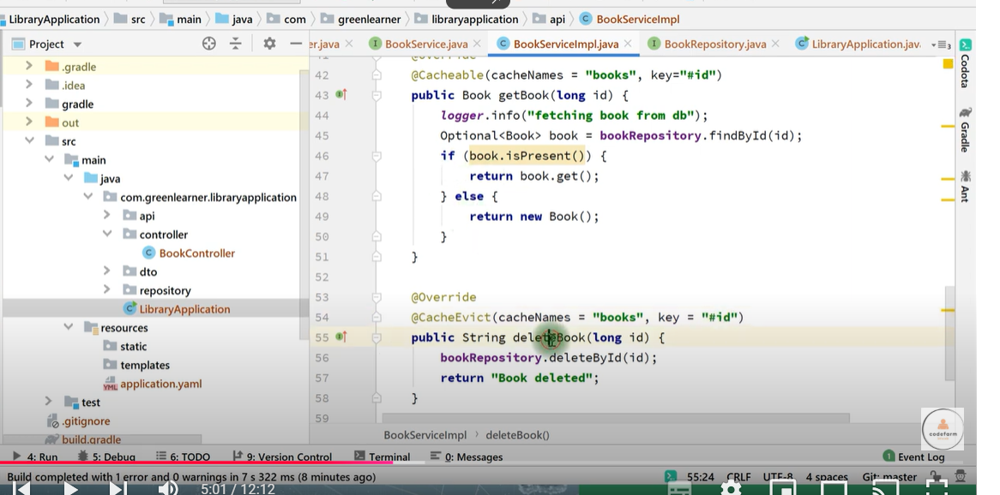 LibraryApplication src main java com greenlearner libraryapplication api BookServiceImpl
Project
er.java BookService.java BookServiceImpl.java BookRepository.java LibraryApplication.jav
.gradle
.idea
gradle
out
src
main
java
com.greenlearner.libraryapplication
api
controller
BookController
dto
repository
LibraryApplication
resources
static
templates
application.yaml
test
.gitignore
build.gradle
41 @Override
42 @Cacheable(cacheNames = "books", key="#id")
43 public Book getBook(long id) {
44 logger.info("fetching book from db");
45 Optional<Book> book = bookRepository.findById(id);
46 if (book.isPresent()) {
47 return book.get();
48 } else {
49 return new Book();
50 }
51 }
52
53 @Override
54 @CacheEvict(cacheNames = "books", key = "#id")
55 public String deleteBook(long id) {
56 bookRepository.deleteById(id);
57 return "Book deleted";
58 }
59
Codota
Gradle
Ant
codefarm
BookServiceImpl deleteBook()
4: Run 5: Debug 6: TODO 9: Version Control Terminal 0: Messages 1 Event Log
Build completed with 1 error and 0 warnings in 7 s 322 ms (8 minutes ago) 55:24 CRLF UTF-8 4 spaces Git: master
5:01 / 12:12